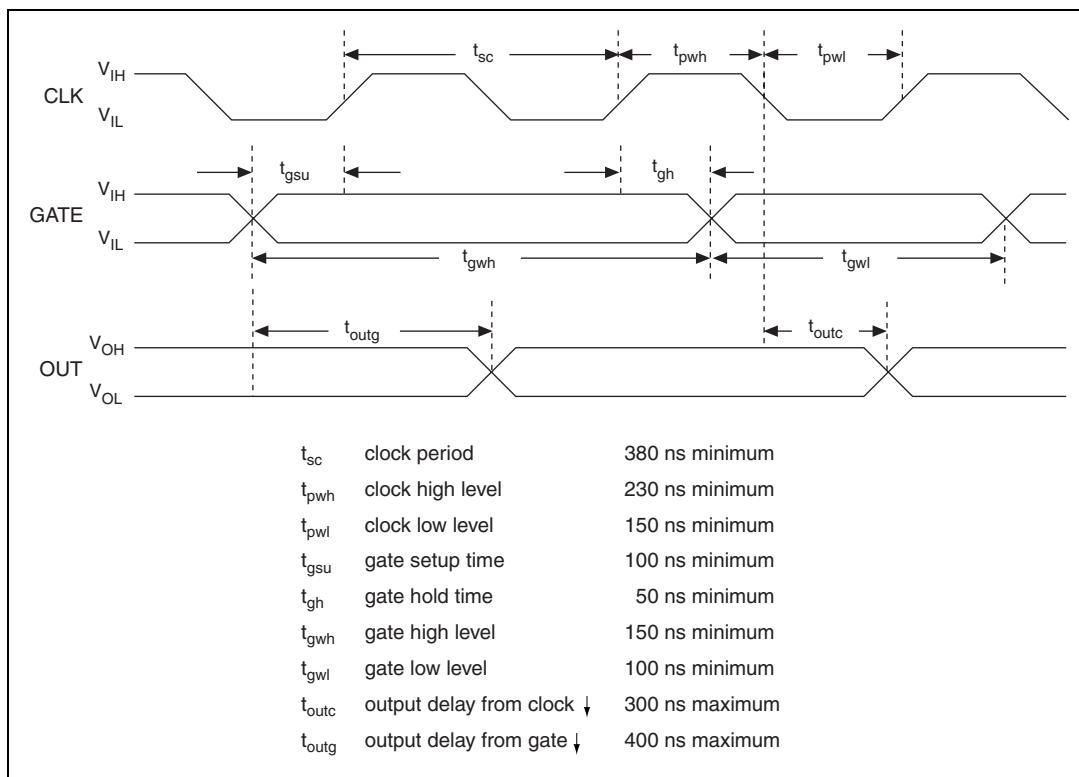 t_sc t_pwh t_pwl
V_IH
CLK
V_IL
t_gsu t_gh
V_IH
GATE
V_IL
t_gwh t_gwl
t_outg t_outc
V_OH
OUT
V_OL
t_sc clock period 380 ns minimum
t_pwh clock high level 230 ns minimum
t_pwl clock low level 150 ns minimum
t_gsu gate setup time 100 ns minimum
t_gh gate hold time 50 ns minimum
t_gwh gate high level 150 ns minimum
t_gwl gate low level 100 ns minimum
t_outc output delay from clock ↓ 300 ns maximum
t_outg output delay from gate ↓ 400 ns maximum